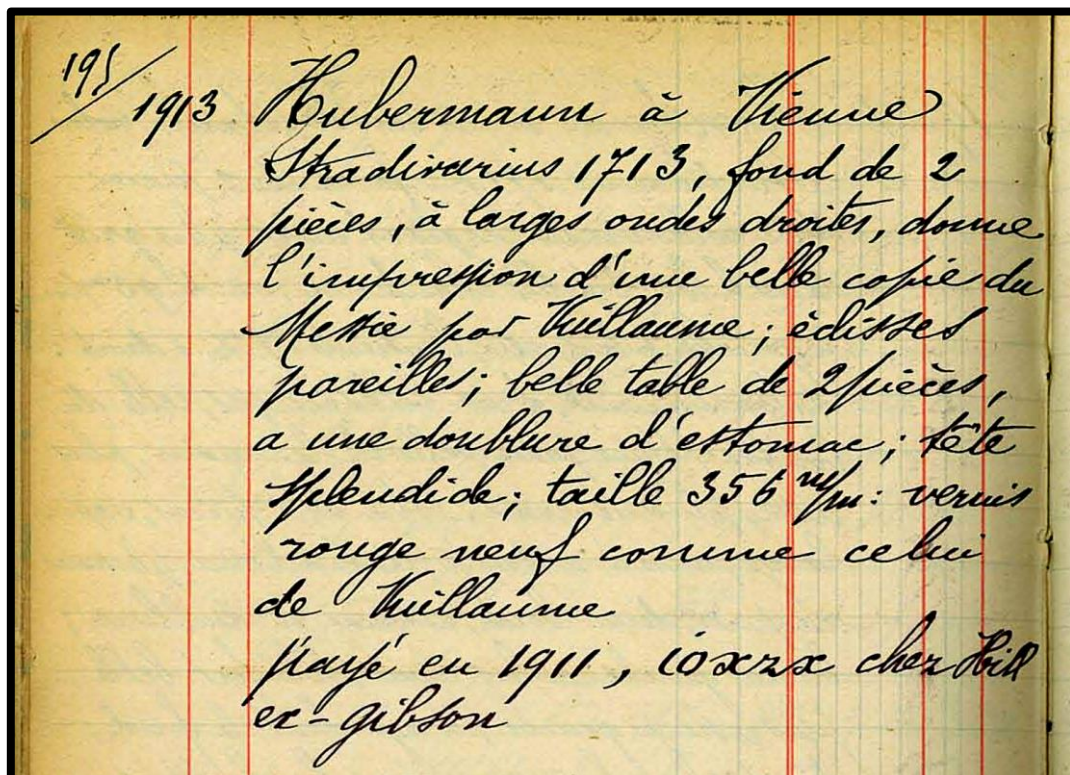 195/
1913 Hubermann à Vienne
Stradivarius 1713, fond de 2
pièces, à larges ondes droites, donne
l'impression d'une belle copie du
Messie par Vuillaume; éclisses
pareilles; belle table de 2 pièces,
a une doublure d'estomac; tête
splendide; taille 356 m/m: vernis
rouge neuf comme celui
de Vuillaume
payé en 1911, ioxzx chez Hill
ex-gibson